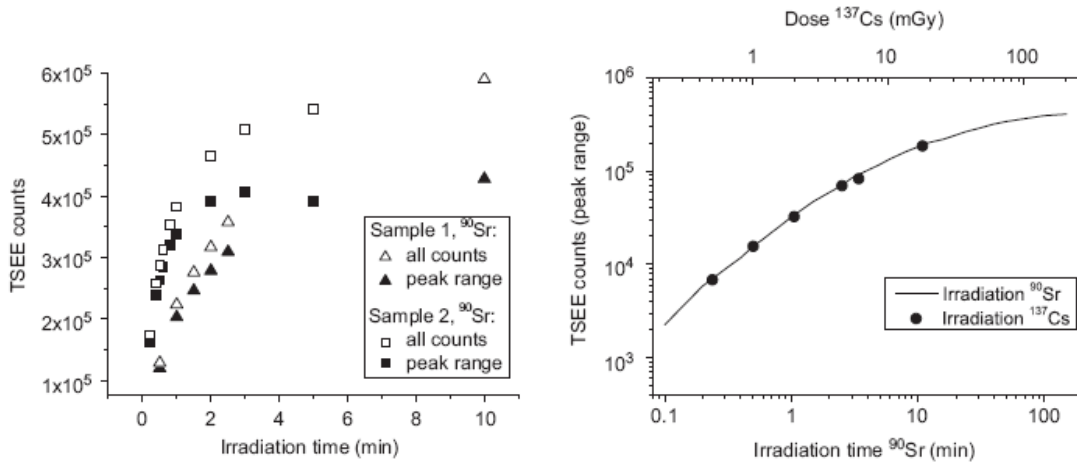 6x10⁵
5x10⁵
4x10⁵
3x10⁵
2x10⁵
1x10⁵
TSEE counts
0 2 4 6 8 10
Irradiation time (min)
Sample 1, ⁹⁰Sr:
all counts
peak range
Sample 2, ⁹⁰Sr:
all counts
peak range
Dose ¹³⁷Cs (mGy)
1 10 100
10⁶
10⁵
10⁴
10³
TSEE counts (peak range)
Irradiation ⁹⁰Sr
Irradiation ¹³⁷Cs
0.1 1 10 100
Irradiation time ⁹⁰Sr (min)